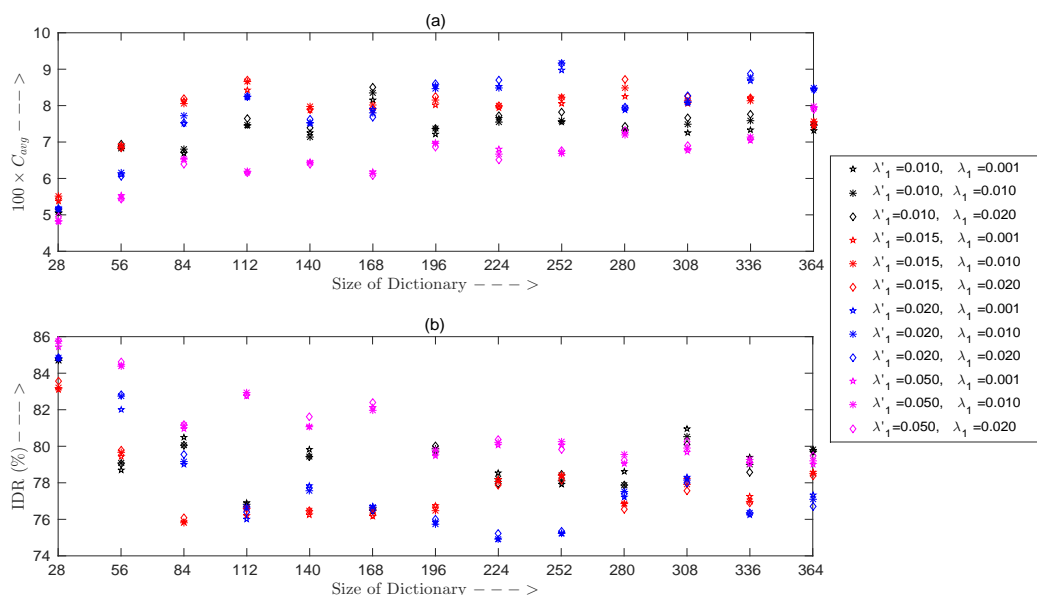 (a)
10
9
8
7
6
5
4
100 × C_avg − − − >
28 56 84 112 140 168 196 224 252 280 308 336 364
Size of Dictionary − − − >
(b)
86
84
82
80
78
76
74
IDR (%) − − − >
28 56 84 112 140 168 196 224 252 280 308 336 364
Size of Dictionary − − − >
λ'₁=0.010, λ₁=0.001
λ'₁=0.010, λ₁=0.010
λ'₁=0.010, λ₁=0.020
λ'₁=0.015, λ₁=0.001
λ'₁=0.015, λ₁=0.010
λ'₁=0.015, λ₁=0.020
λ'₁=0.020, λ₁=0.001
λ'₁=0.020, λ₁=0.010
λ'₁=0.020, λ₁=0.020
λ'₁=0.050, λ₁=0.001
λ'₁=0.050, λ₁=0.010
λ'₁=0.050, λ₁=0.020